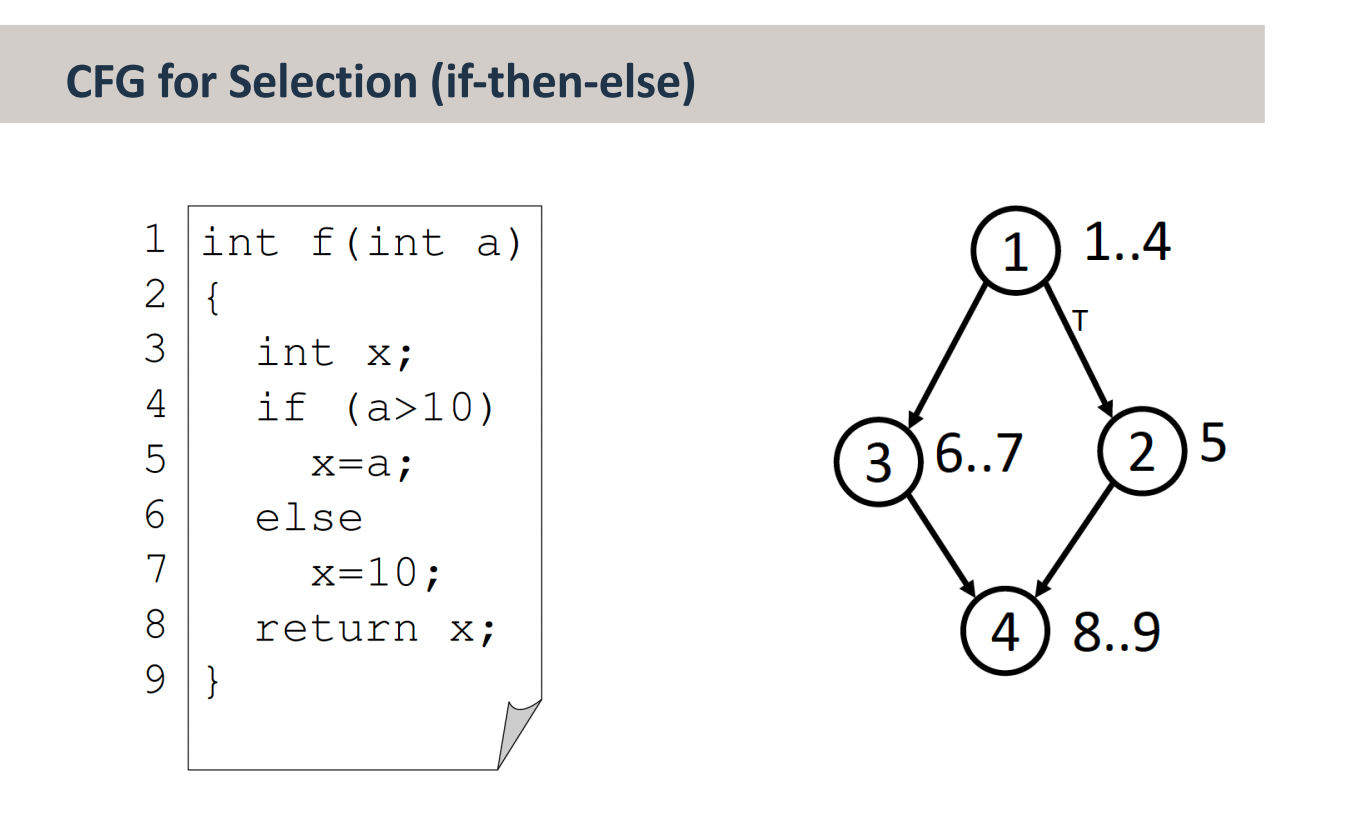 CFG for Selection (if-then-else)
1 int f(int a)
2 {
3 int x;
4 if (a>10)
5 x=a;
6 else
7 x=10;
8 return x;
9 }
1 1..4
T
3 6..7 2 5
4 8..9